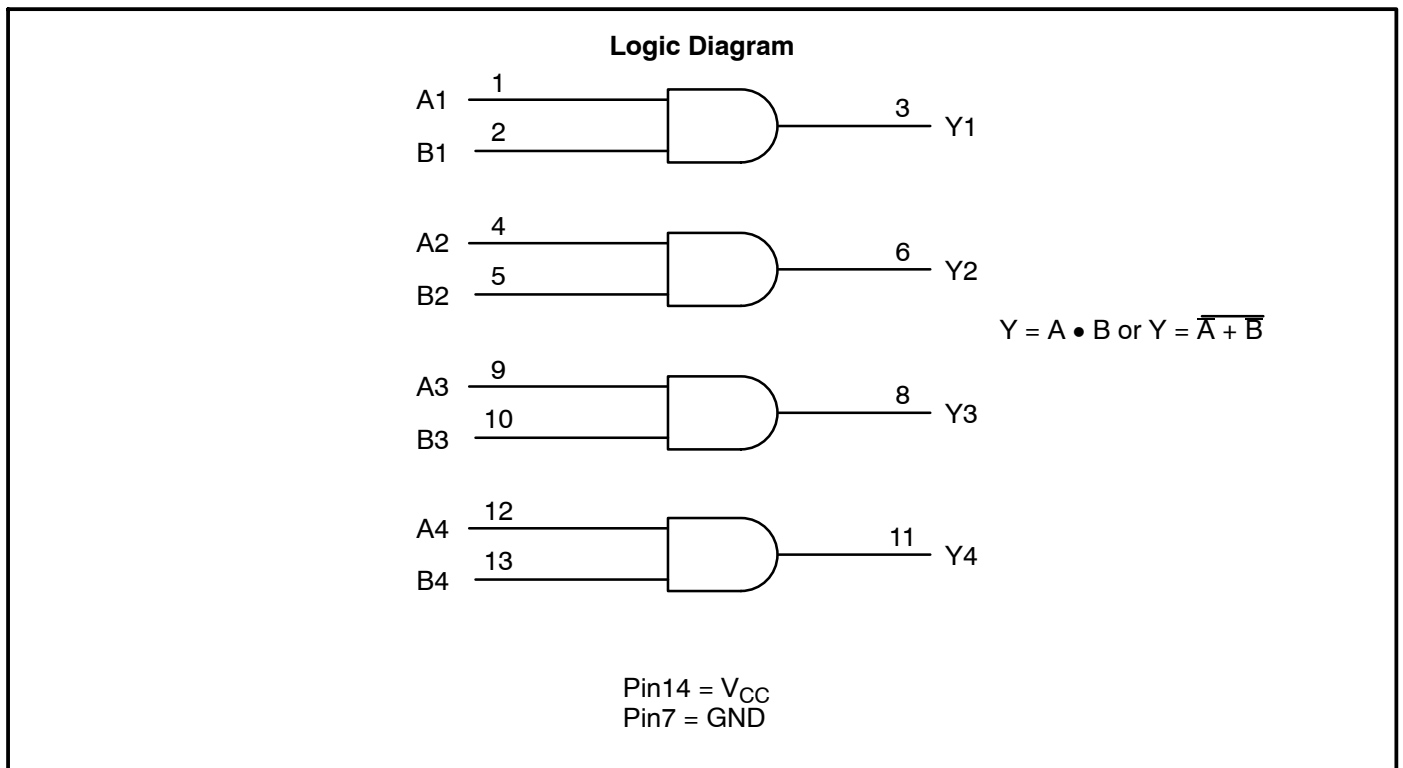 Logic Diagram
A1 1
B1 2
3 Y1
A2 4
B2 5
6 Y2
Y = A • B or Y = A̅ + B̅
A3 9
B3 10
8 Y3
A4 12
B4 13
11 Y4
Pin14 = VCC
Pin7 = GND